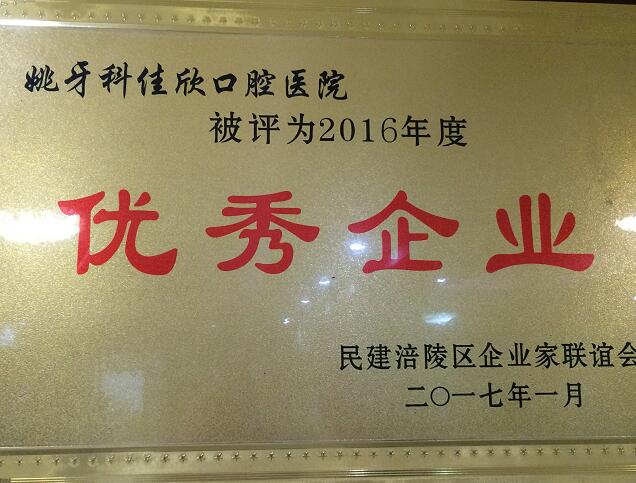 姚牙科佳欣口腔医院
被评为2016年度
优秀企业
民建涪陵区企业家联谊会
二〇一七年一月